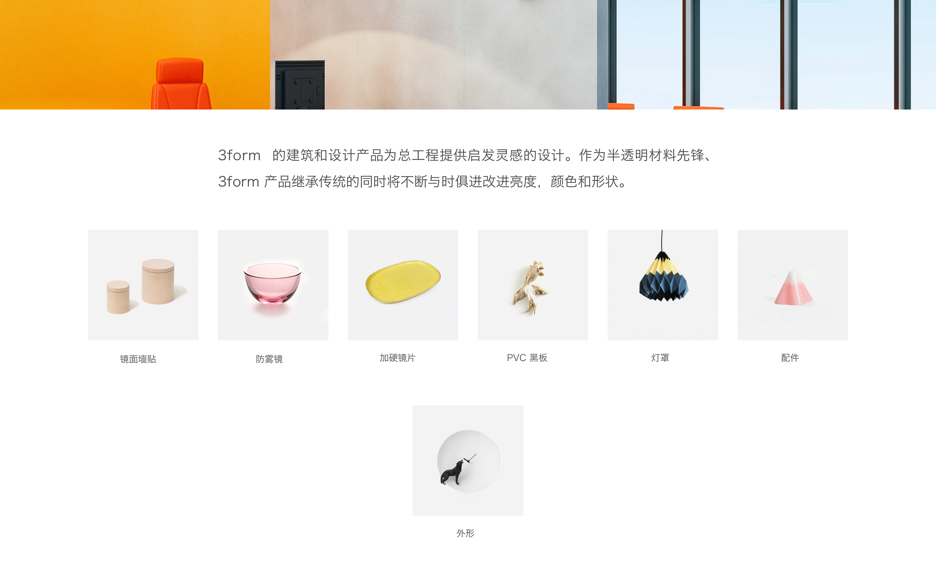 3form 的建筑和设计产品为总工程提供启发灵感的设计。作为半透明材料先锋、
3form 产品继承传统的同时将不断与时俱进改进亮度，颜色和形状。
镜面墙贴
防雾镜
加硬镜片
PVC 黑板
灯罩
配件
外形